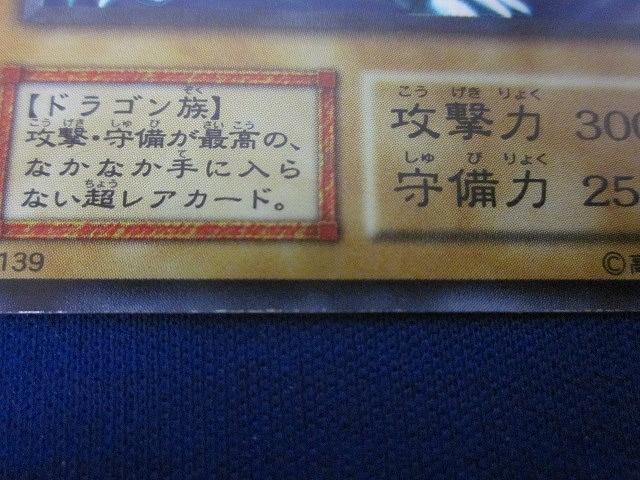 【ドラゴン族】
攻撃・守備が最高の、
なかなか手に入ら
ない超レアカード。
攻撃力 300
守備力 25
139
©高